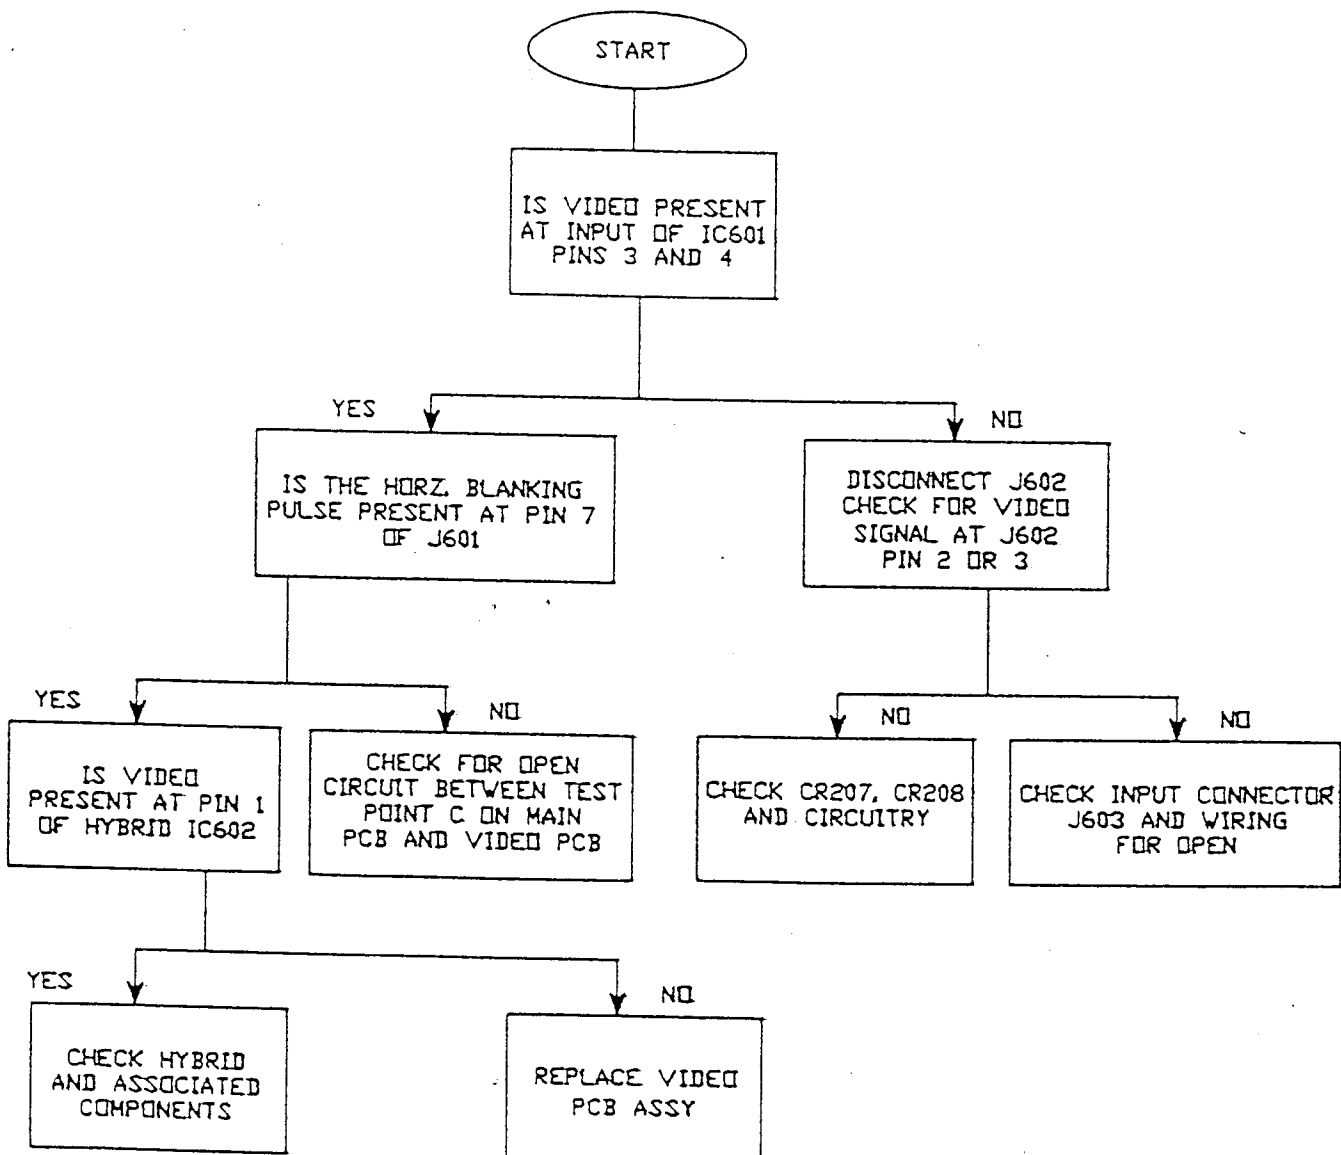 START
IS VIDEO PRESENT
AT INPUT OF IC601
PINS 3 AND 4
YES
NO
IS THE HORZ. BLANKING
PULSE PRESENT AT PIN 7
OF J601
DISCONNECT J602
CHECK FOR VIDEO
SIGNAL AT J602
PIN 2 OR 3
YES
NO
NO
NO
IS VIDEO
PRESENT AT PIN 1
OF HYBRID IC602
CHECK FOR OPEN
CIRCUIT BETWEEN TEST
POINT C ON MAIN
PCB AND VIDEO PCB
CHECK CR207, CR208
AND CIRCUITRY
CHECK INPUT CONNECTOR
J603 AND WIRING
FOR OPEN
YES
NO
CHECK HYBRID
AND ASSOCIATED
COMPONENTS
REPLACE VIDEO
PCB ASSY